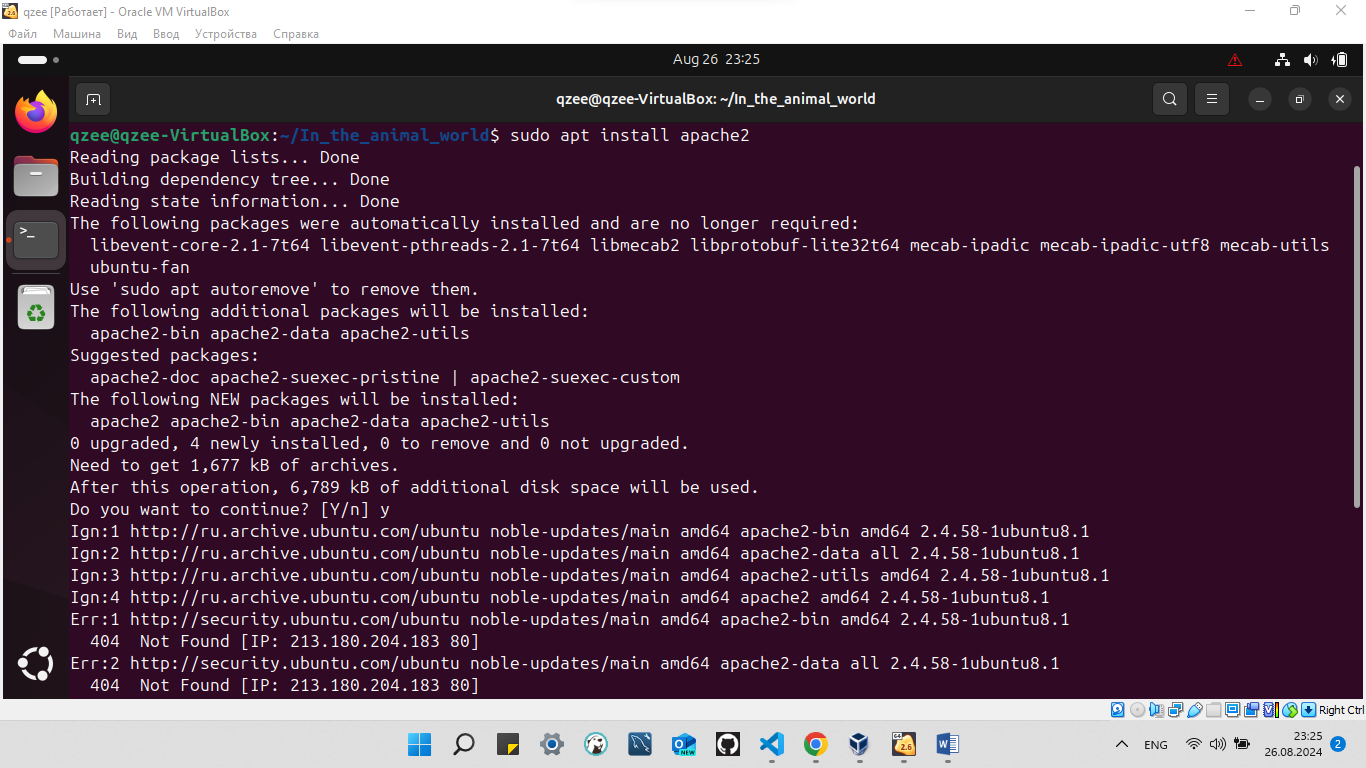 qzee [Работает] - Oracle VM VirtualBox
Файл Машина Вид Ввод Устройства Справка
Aug 26 23:25
qzee@qzee-VirtualBox: ~/In_the_animal_world
qzee@qzee-VirtualBox:~/In_the_animal_world$ sudo apt install apache2
Reading package lists... Done
Building dependency tree... Done
Reading state information... Done
The following packages were automatically installed and are no longer required:
libevent-core-2.1-7t64 libevent-pthreads-2.1-7t64 libmecab2 libprotobuf-lite32t64 mecab-ipadic mecab-ipadic-utf8 mecab-utils
ubuntu-fan
Use 'sudo apt autoremove' to remove them.
The following additional packages will be installed:
apache2-bin apache2-data apache2-utils
Suggested packages:
apache2-doc apache2-suexec-pristine | apache2-suexec-custom
The following NEW packages will be installed:
apache2 apache2-bin apache2-data apache2-utils
0 upgraded, 4 newly installed, 0 to remove and 0 not upgraded.
Need to get 1,677 kB of archives.
After this operation, 6,789 kB of additional disk space will be used.
Do you want to continue? [Y/n] y
Ign:1 http://ru.archive.ubuntu.com/ubuntu noble-updates/main amd64 apache2-bin amd64 2.4.58-1ubuntu8.1
Ign:2 http://ru.archive.ubuntu.com/ubuntu noble-updates/main amd64 apache2-data all 2.4.58-1ubuntu8.1
Ign:3 http://ru.archive.ubuntu.com/ubuntu noble-updates/main amd64 apache2-utils amd64 2.4.58-1ubuntu8.1
Ign:4 http://ru.archive.ubuntu.com/ubuntu noble-updates/main amd64 apache2 amd64 2.4.58-1ubuntu8.1
Err:1 http://security.ubuntu.com/ubuntu noble-updates/main amd64 apache2-bin amd64 2.4.58-1ubuntu8.1
404 Not Found [IP: 213.180.204.183 80]
Err:2 http://security.ubuntu.com/ubuntu noble-updates/main amd64 apache2-data all 2.4.58-1ubuntu8.1
404 Not Found [IP: 213.180.204.183 80]
Right Ctrl
NEW
2.6
ENG
23:25
26.08.2024
2